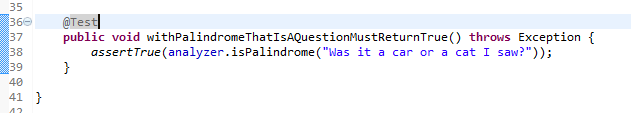 35
36 @Test
37 public void withPalindromeThatIsAQuestionMustReturnTrue() throws Exception {
38 assertTrue(analyzer.isPalindrome("Was it a car or a cat I saw?"));
39 }
40
41 }
42